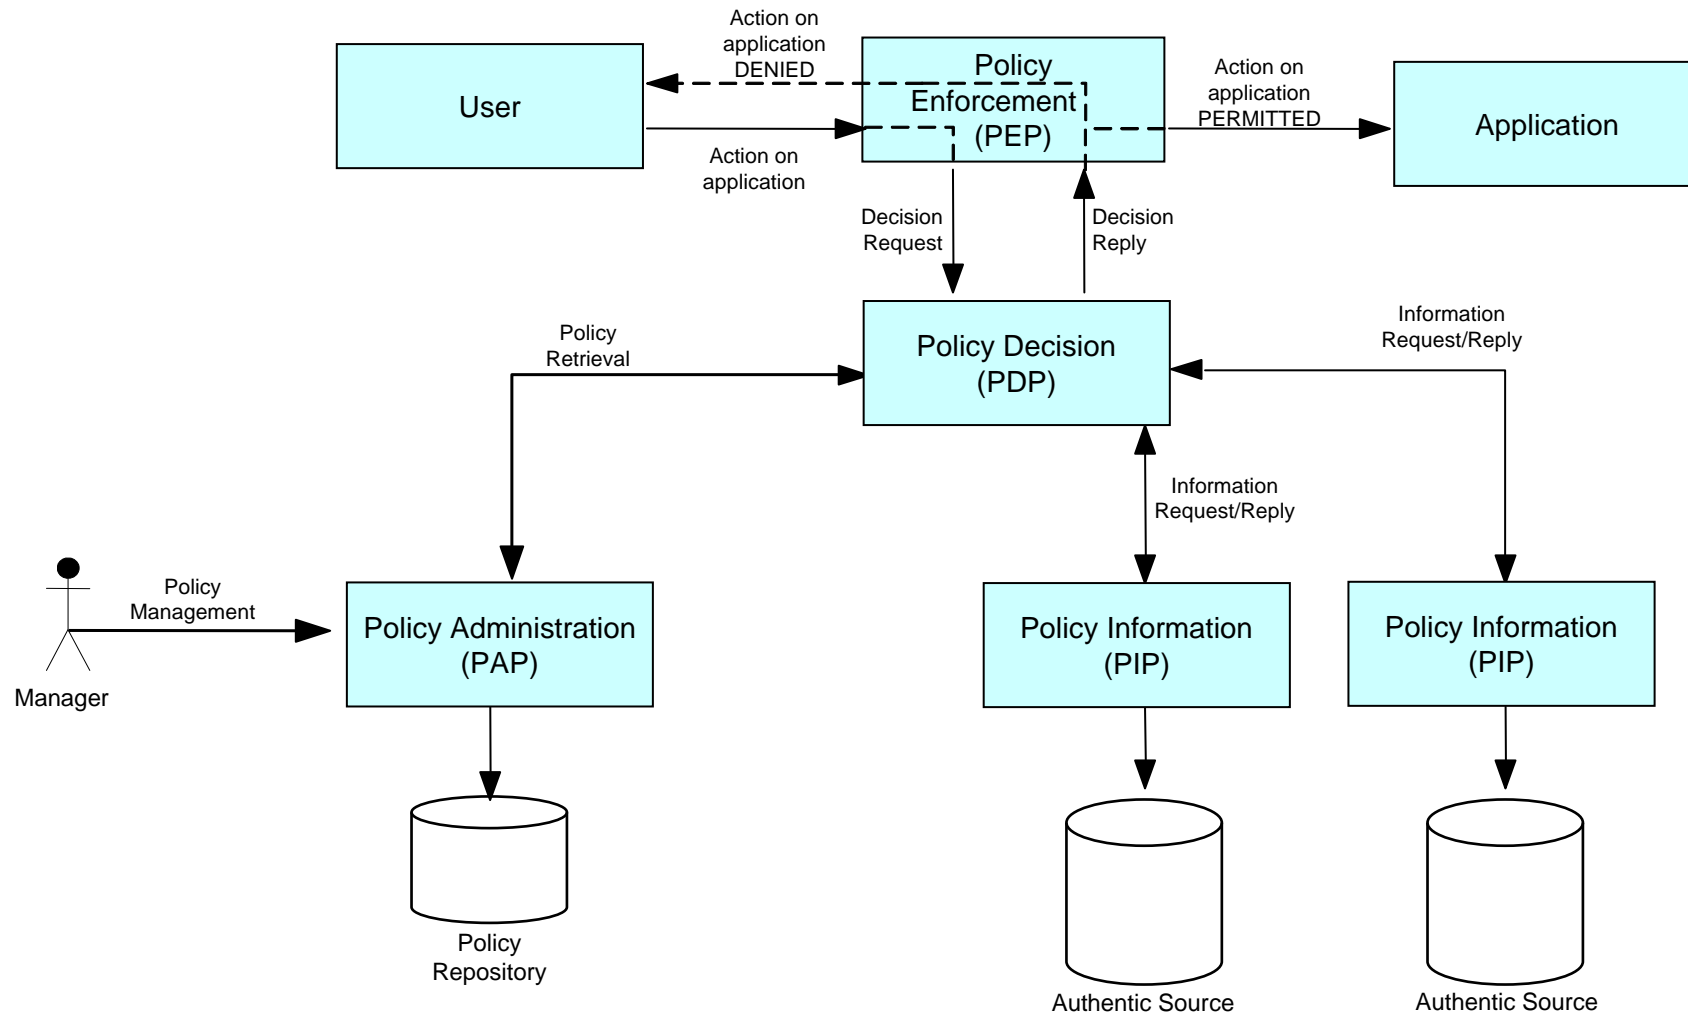 Action on
application
DENIED
User
Policy
Enforcement
(PEP)
Action on
application
PERMITTED
Application
Action on
application
Decision
Request
Decision
Reply
Policy
Retrieval
Policy Decision
(PDP)
Information
Request/Reply
Information
Request/Reply
Policy
Management
Manager
Policy Administration
(PAP)
Policy Information
(PIP)
Policy Information
(PIP)
Policy
Repository
Authentic Source
Authentic Source